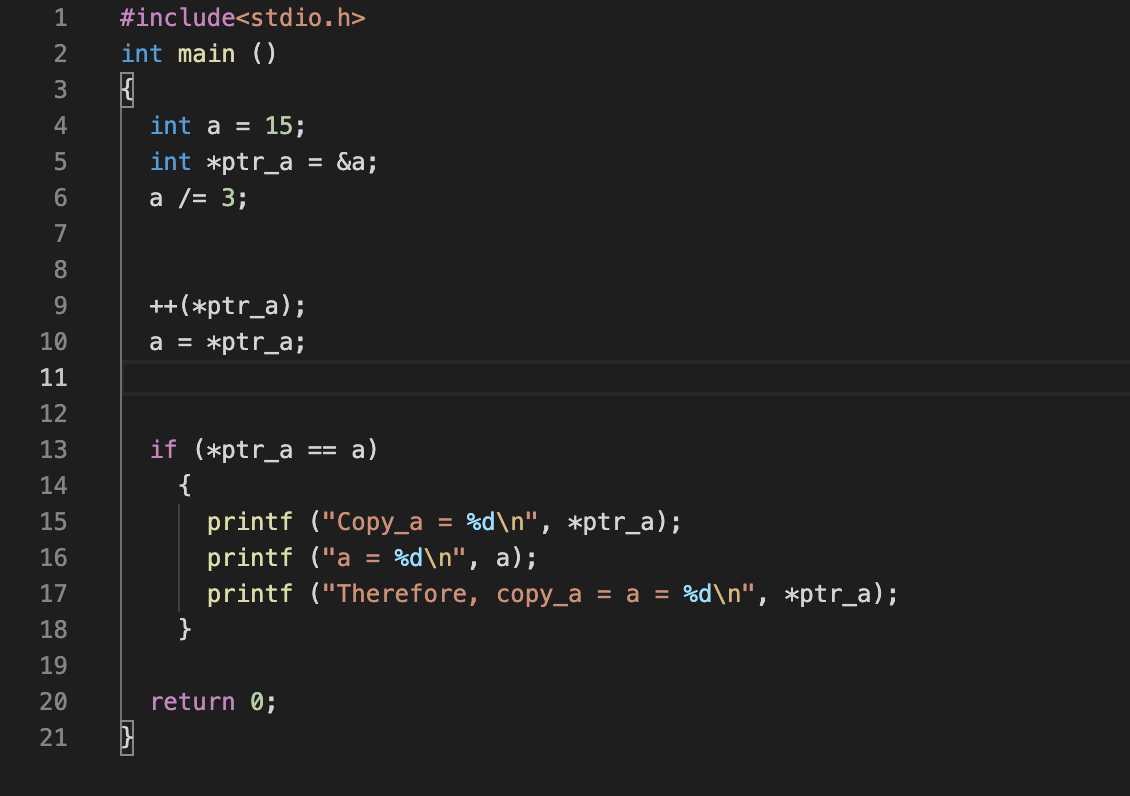 1 #include<stdio.h>
2 int main ()
3 {
4 int a = 15;
5 int *ptr_a = &a;
6 a /= 3;
7
8
9 ++(*ptr_a);
10 a = *ptr_a;
11
12
13 if (*ptr_a == a)
14 {
15 printf ("Copy_a = %d\n", *ptr_a);
16 printf ("a = %d\n", a);
17 printf ("Therefore, copy_a = a = %d\n", *ptr_a);
18 }
19
20 return 0;
21 }